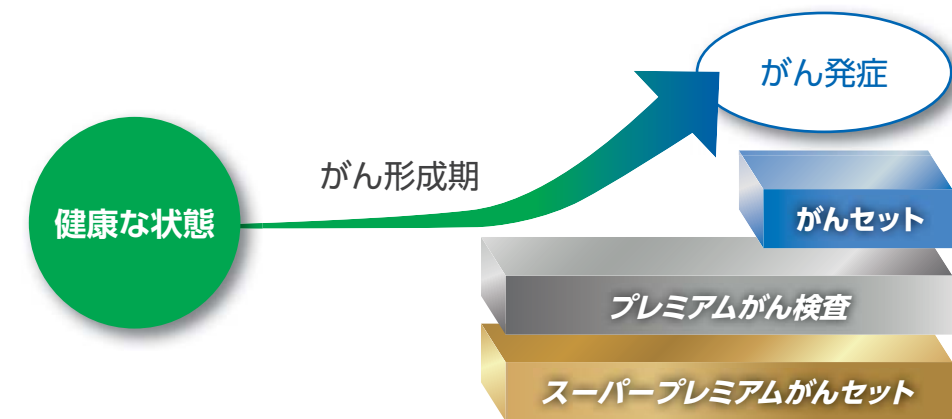 がん発症
がん形成期
健康な状態
がんセット
プレミアムがん検査
スーパープレミアムがんセット